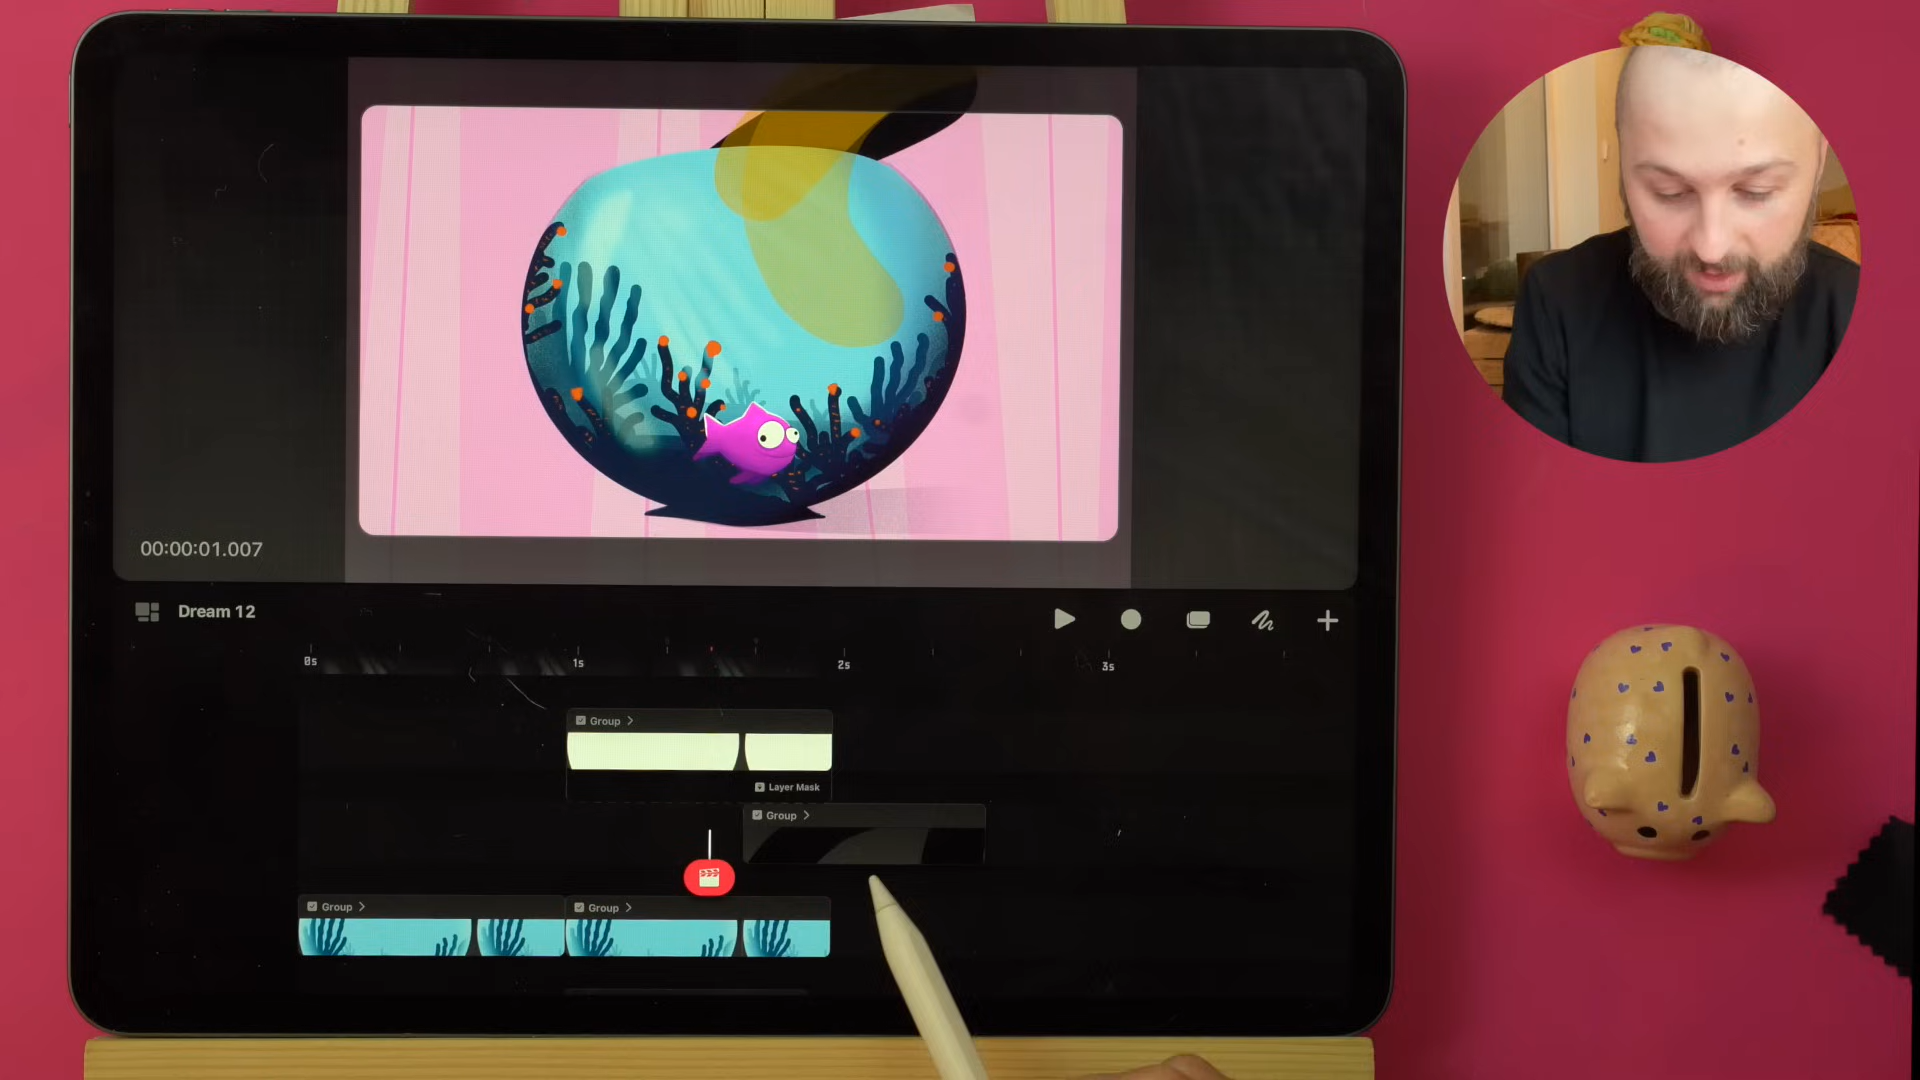 00:00:01.007
Dream 12
0s 1s 2s 3s
Group >
Layer Mask
Group >
Group > Group >